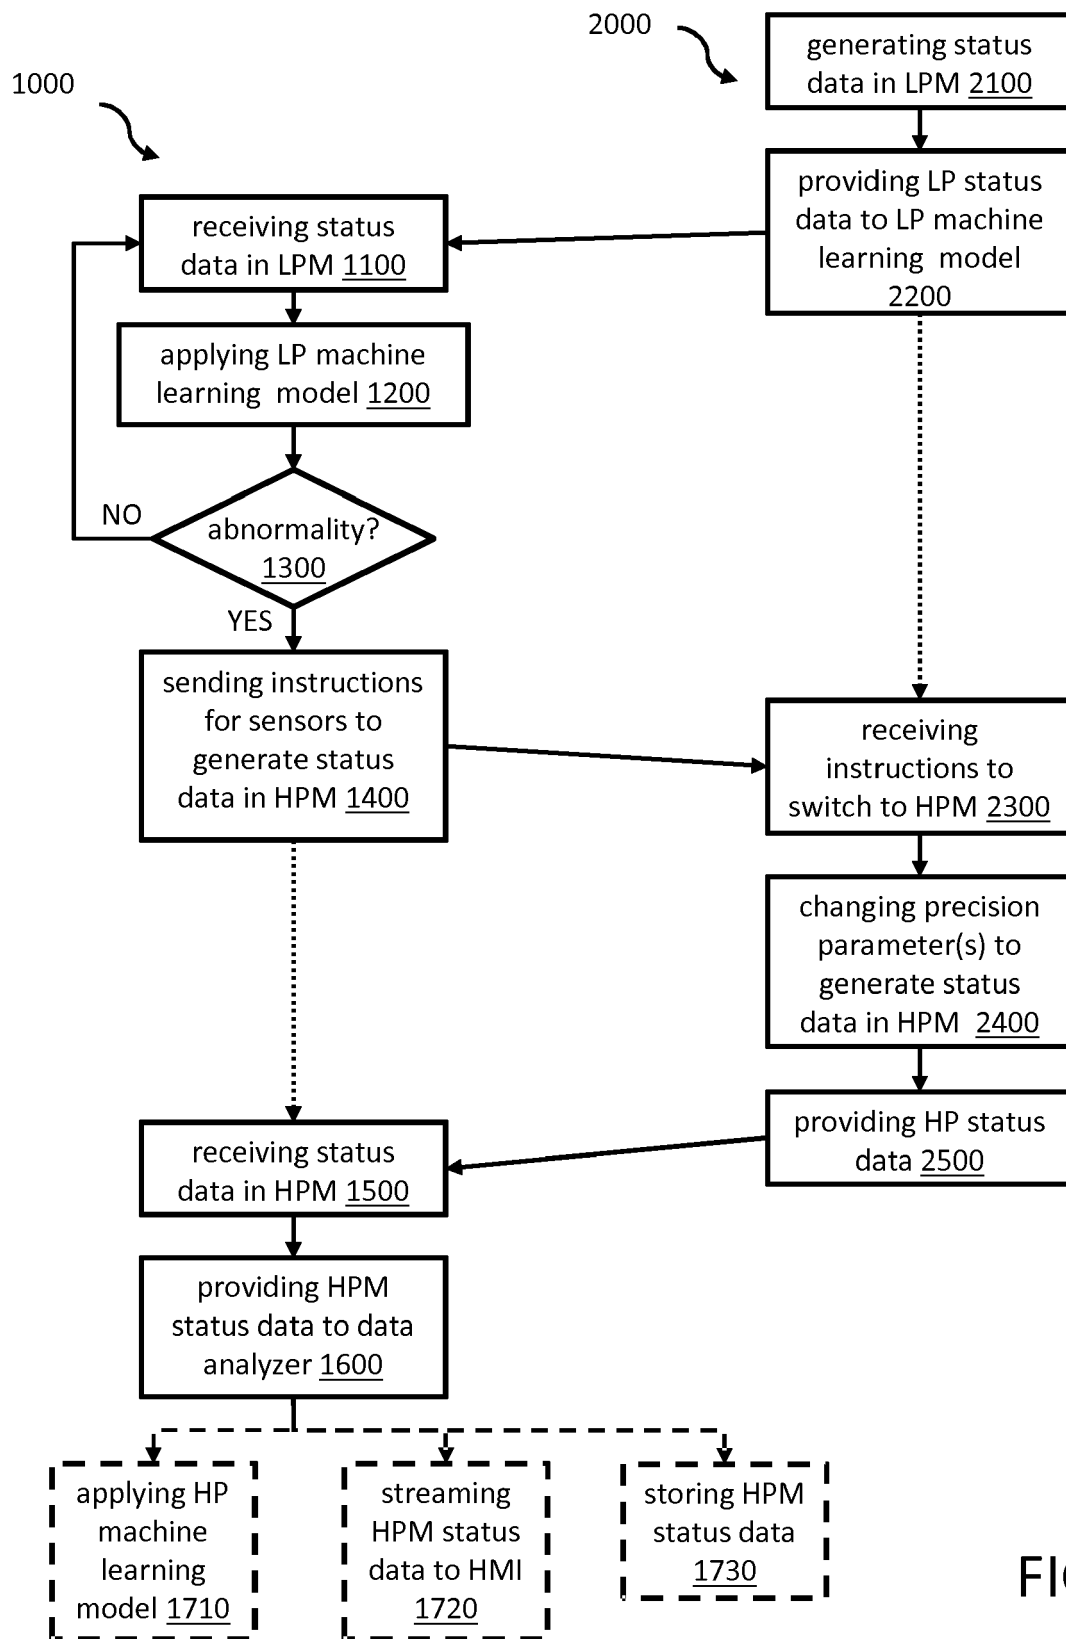 2000
generating status
data in LPM 2100
1000
providing LP status
data to LP machine
learning model
2200
receiving status
data in LPM 1100
applying LP machine
learning model 1200
NO
abnormality?
1300
YES
sending instructions
for sensors to
generate status
data in HPM 1400
receiving
instructions to
switch to HPM 2300
changing precision
parameter(s) to
generate status
data in HPM 2400
providing HP status
data 2500
receiving status
data in HPM 1500
providing HPM
status data to data
analyzer 1600
applying HP
machine
learning
model 1710
streaming
HPM status
data to HMI
1720
storing HPM
status data
1730